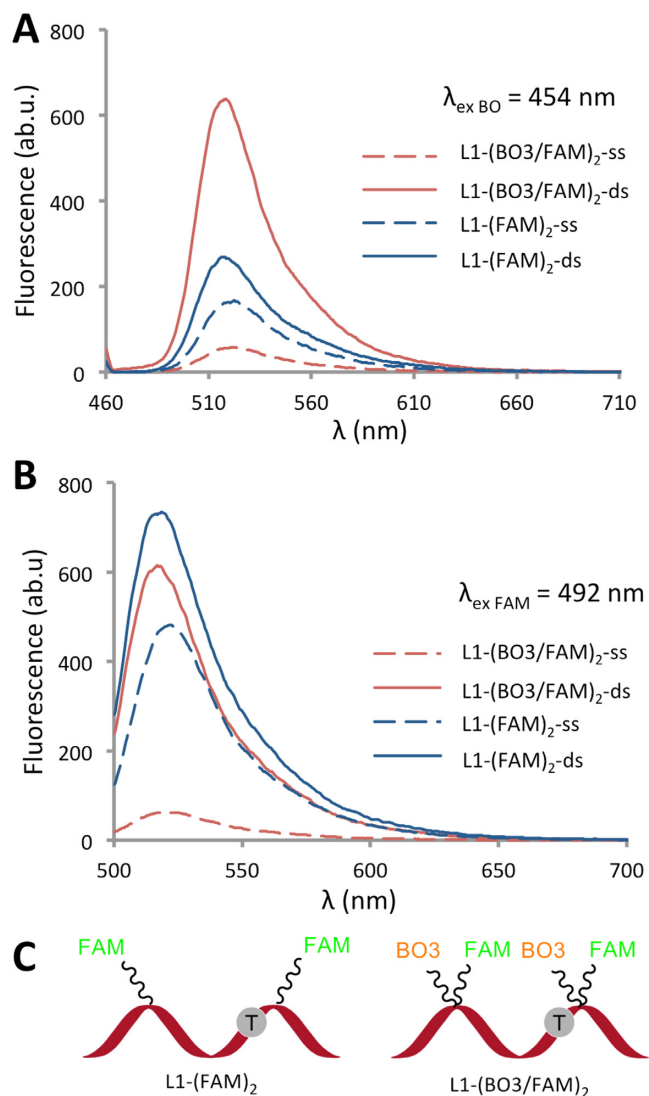 A
Fluorescence (ab.u.)
800
600
400
200
0
460 510 560 610 660 710
λ (nm)
λex BO = 454 nm
L1-(BO3/FAM)2-ss
L1-(BO3/FAM)2-ds
L1-(FAM)2-ss
L1-(FAM)2-ds
B
Fluorescence (ab.u)
800
600
400
200
0
500 550 600 650 700
λ (nm)
λex FAM = 492 nm
L1-(BO3/FAM)2-ss
L1-(BO3/FAM)2-ds
L1-(FAM)2-ss
L1-(FAM)2-ds
C
FAM FAM
T
L1-(FAM)2
BO3 FAM BO3 FAM
T
L1-(BO3/FAM)2